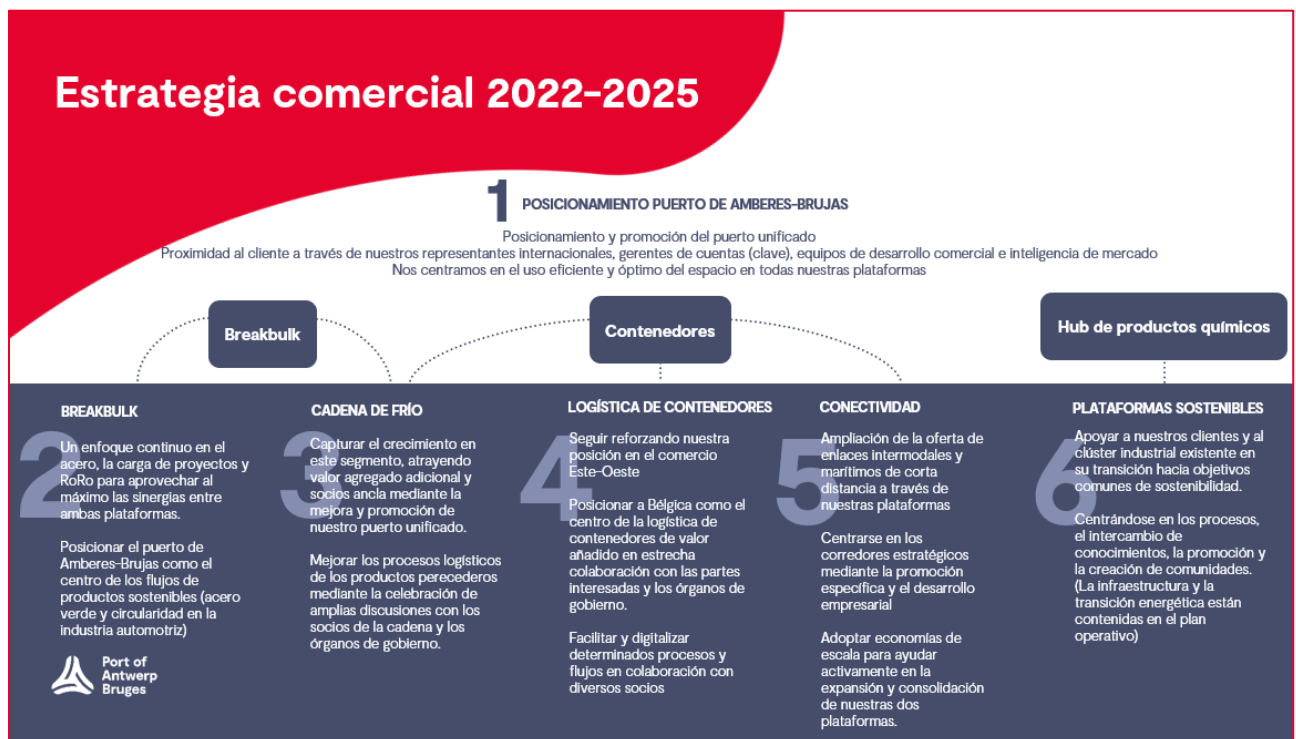 Estrategia comercial 2022-2025
1 POSICIONAMIENTO PUERTO DE AMBERES-BRUJAS
Posicionamiento y promoción del puerto unificado
Proximidad al cliente a través de nuestros representantes internacionales, gerentes de cuentas (clave), equipos de desarrollo comercial e inteligencia de mercado
Nos centramos en el uso eficiente y óptimo del espacio en todas nuestras plataformas
Breakbulk
Contenedores
Hub de productos químicos
2
BREAKBULK
Un enfoque continuo en el
acero, la carga de proyectos y
RoRo para aprovechar al
máximo las sinergias entre
ambas plataformas.
Posicionar el puerto de
Amberes-Brujas como el
centro de los flujos de
productos sostenibles (acero
verde y circularidad en la
industria automotriz)
3
CADENA DE FRÍO
Capturar el crecimiento en
este segmento, atrayendo
valor agregado adicional y
socios ancla mediante la
mejora y promoción de
nuestro puerto unificado.
Mejorar los procesos logísticos
de los productos perecederos
mediante la celebración de
amplias discusiones con los
socios de la cadena y los
órganos de gobierno.
4
LOGÍSTICA DE CONTENEDORES
Seguir reforzando nuestra
posición en el comercio
Este-Oeste
Posicionar a Bélgica como el
centro de la logística de
contenedores de valor
añadido en estrecha
colaboración con las partes
interesadas y los órganos de
gobierno.
Facilitar y digitalizar
determinados procesos y
flujos en colaboración con
diversos socios
5
CONECTIVIDAD
Ampliación de la oferta de
enlaces intermodales y
marítimos de corta
distancia a través de
nuestras plataformas
Centrarse en los
corredores estratégicos
mediante la promoción
específica y el desarrollo
empresarial
Adoptar economías de
escala para ayudar
activamente en la
expansión y consolidación
de nuestras dos
plataformas.
6
PLATAFORMAS SOSTENIBLES
Apoyar a nuestros clientes y al
clúster industrial existente en
su transición hacia objetivos
comunes de sostenibilidad.
Centrándose en los procesos,
el intercambio de
conocimientos, la promoción y
la creación de comunidades.
(La infraestructura y la
transición energética están
contenidas en el plan
operativo)
Port of
Antwerp
Bruges